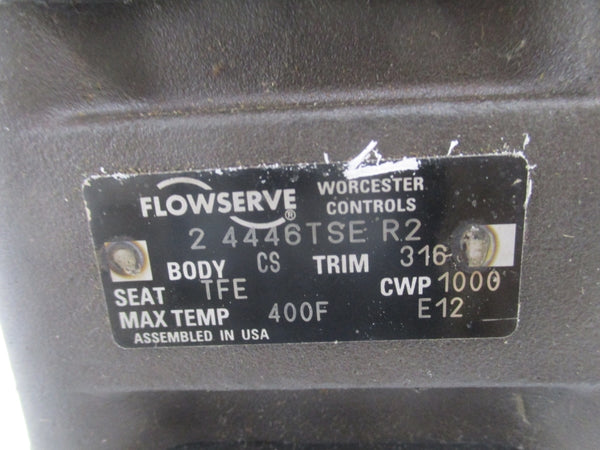 FLOWSERVE®
WORCESTER
CONTROLS
2 4446TSE R2
BODY CS TRIM 316
SEAT TFE CWP 1000
MAX TEMP 400F E12
ASSEMBLED IN USA